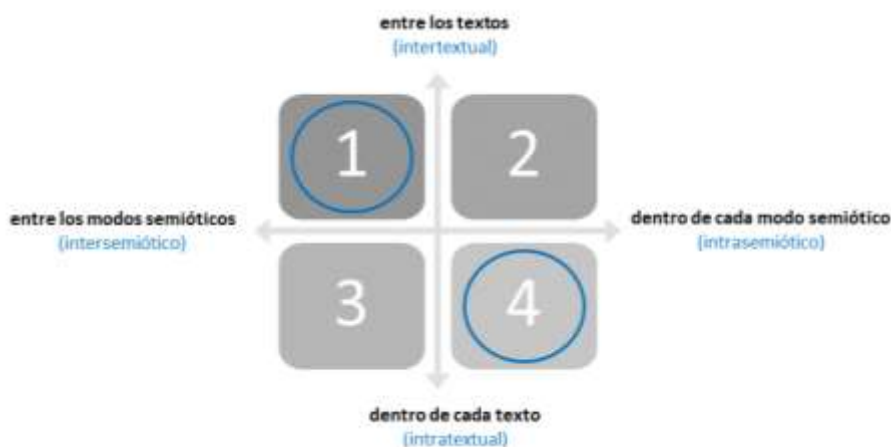 entre los textos
(intertextual)
1
2
entre los modos semióticos
(intersemiótico)
dentro de cada modo semiótico
(intrasemiótico)
3
4
dentro de cada texto
(intratextual)